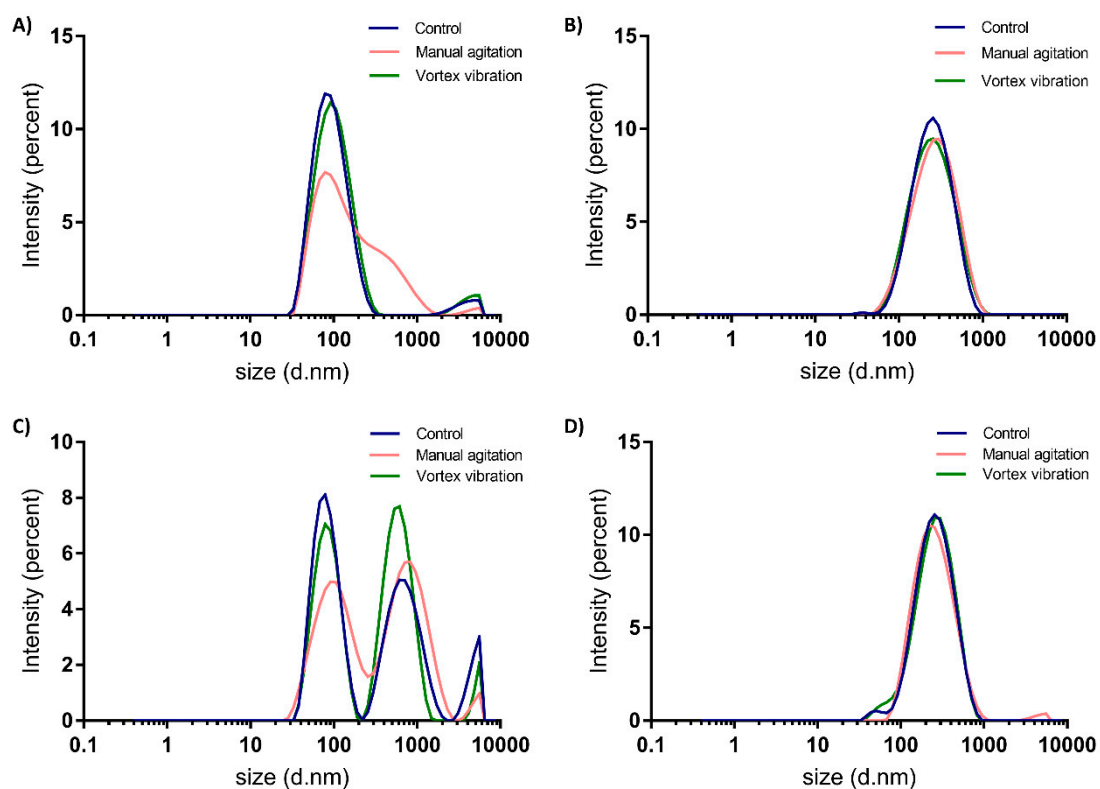 A)
Control
Manual agitation
Vortex vibration
Intensity (percent)
15
10
5
0
0.1 1 10 100 1000 10000
size (d.nm)
B)
Control
Manual agitation
Vortex vibration
Intensity (percent)
15
10
5
0
0.1 1 10 100 1000 10000
size (d.nm)
C)
Control
Manual agitation
Vortex vibration
Intensity (percent)
10
8
6
4
2
0
0.1 1 10 100 1000 10000
size (d.nm)
D)
Control
Manual agitation
Vortex vibration
Intensity (percent)
15
10
5
0
0.1 1 10 100 1000 10000
size (d.nm)